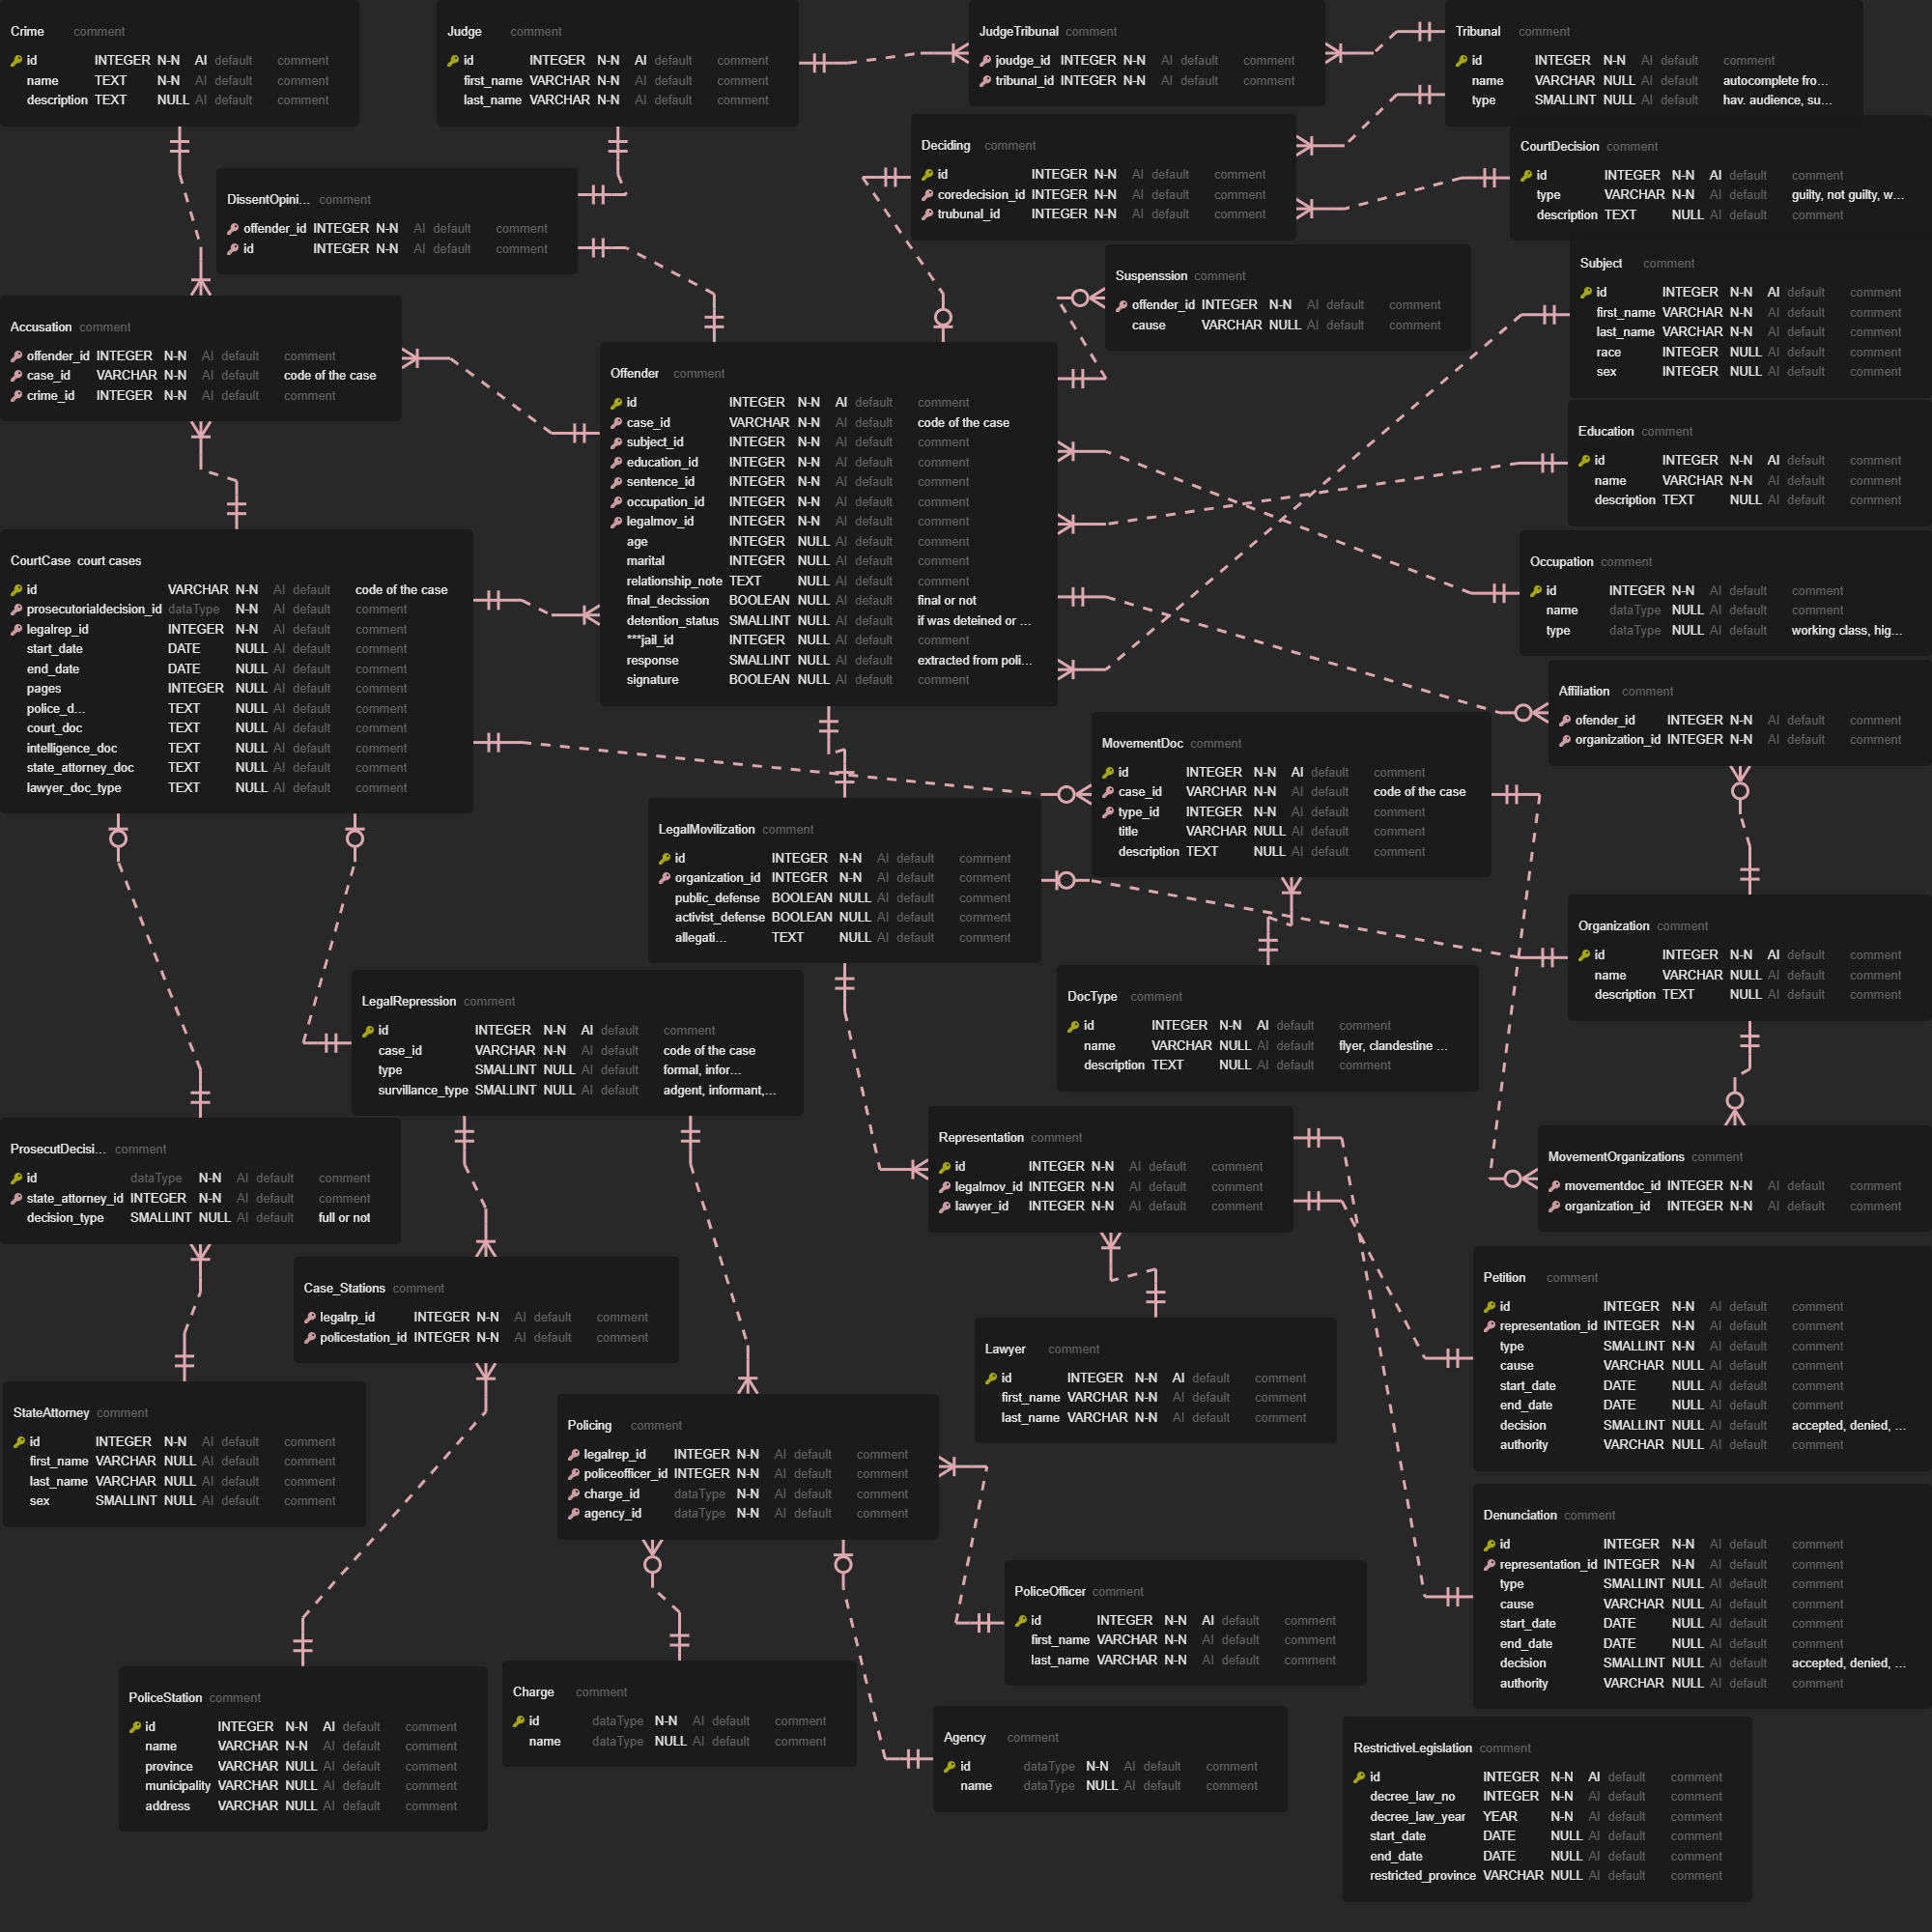 Crime comment
id INTEGER N-N AI default comment
name TEXT N-N AI default comment
description TEXT NULL AI default comment
Judge comment
id INTEGER N-N AI default comment
first_name VARCHAR N-N AI default comment
last_name VARCHAR N-N AI default comment
JudgeTribunal comment
joudge_id INTEGER N-N AI default comment
tribunal_id INTEGER N-N AI default comment
Tribunal comment
id INTEGER N-N AI default comment
name VARCHAR NULL AI default autocomplete fro...
type SMALLINT NULL AI default hav. audience, su...
Deciding comment
id INTEGER N-N AI default comment
coredecision_id INTEGER N-N AI default comment
trubunal_id INTEGER N-N AI default comment
CourtDecision comment
id INTEGER N-N AI default comment
type VARCHAR N-N AI default guilty, not guilty, w...
description TEXT NULL AI default comment
DissentOpini... comment
offender_id INTEGER N-N AI default comment
id INTEGER N-N AI default comment
Suspenssion comment
offender_id INTEGER N-N AI default comment
cause VARCHAR NULL AI default comment
Subject comment
id INTEGER N-N AI default comment
first_name VARCHAR N-N AI default comment
last_name VARCHAR N-N AI default comment
race INTEGER NULL AI default comment
sex INTEGER NULL AI default comment
Accusation comment
offender_id INTEGER N-N AI default comment
case_id VARCHAR N-N AI default code of the case
crime_id INTEGER N-N AI default comment
Offender comment
id INTEGER N-N AI default comment
case_id VARCHAR N-N AI default code of the case
subject_id INTEGER N-N AI default comment
education_id INTEGER N-N AI default comment
sentence_id INTEGER N-N AI default comment
occupation_id INTEGER N-N AI default comment
legalmov_id INTEGER N-N AI default comment
age INTEGER NULL AI default comment
marital INTEGER NULL AI default comment
relationship_note TEXT NULL AI default comment
final_decission BOOLEAN NULL AI default final or not
detention_status SMALLINT NULL AI default if was deteined or ...
***jail_id INTEGER NULL AI default comment
response SMALLINT NULL AI default extracted from poli...
signature BOOLEAN NULL AI default comment
Education comment
id INTEGER N-N AI default comment
name VARCHAR N-N AI default comment
description TEXT NULL AI default comment
Occupation comment
id INTEGER N-N AI default comment
name dataType NULL AI default comment
type dataType NULL AI default working class, hig...
CourtCase court cases
id VARCHAR N-N AI default code of the case
prosecutorialdecision_id dataType N-N AI default comment
legalrep_id INTEGER N-N AI default comment
start_date DATE NULL AI default comment
end_date DATE NULL AI default comment
pages INTEGER NULL AI default comment
police_d... TEXT NULL AI default comment
court_doc TEXT NULL AI default comment
intelligence_doc TEXT NULL AI default comment
state_attorney_doc TEXT NULL AI default comment
lawyer_doc_type TEXT NULL AI default comment
Affiliation comment
ofender_id INTEGER N-N AI default comment
organization_id INTEGER N-N AI default comment
MovementDoc comment
id INTEGER N-N AI default comment
case_id VARCHAR N-N AI default code of the case
type_id INTEGER N-N AI default comment
title VARCHAR NULL AI default comment
description TEXT NULL AI default comment
LegalMovilization comment
id INTEGER N-N AI default comment
organization_id INTEGER N-N AI default comment
public_defense BOOLEAN NULL AI default comment
activist_defense BOOLEAN NULL AI default comment
allegati... TEXT NULL AI default comment
Organization comment
id INTEGER N-N AI default comment
name VARCHAR NULL AI default comment
description TEXT NULL AI default comment
LegalRepression comment
id INTEGER N-N AI default comment
case_id VARCHAR N-N AI default code of the case
type SMALLINT NULL AI default formal, infor...
survillance_type SMALLINT NULL AI default adgent, informant,...
DocType comment
id INTEGER N-N AI default comment
name VARCHAR NULL AI default flyer, clandestine ...
description TEXT NULL AI default comment
ProsecutDecisi... comment
id dataType N-N AI default comment
state_attorney_id INTEGER N-N AI default comment
decision_type SMALLINT NULL AI default full or not
Representation comment
id INTEGER N-N AI default comment
legalmov_id INTEGER N-N AI default comment
lawyer_id INTEGER N-N AI default comment
MovementOrganizations comment
movementdoc_id INTEGER N-N AI default comment
organization_id INTEGER N-N AI default comment
Case_Stations comment
legalrp_id INTEGER N-N AI default comment
policestation_id INTEGER N-N AI default comment
Petition comment
id INTEGER N-N AI default comment
representation_id INTEGER N-N AI default comment
type SMALLINT N-N AI default comment
cause VARCHAR NULL AI default comment
start_date DATE NULL AI default comment
end_date DATE NULL AI default comment
decision SMALLINT NULL AI default accepted, denied, ...
authority VARCHAR NULL AI default comment
Lawyer comment
id INTEGER N-N AI default comment
first_name VARCHAR N-N AI default comment
last_name VARCHAR N-N AI default comment
StateAttorney comment
id INTEGER N-N AI default comment
first_name VARCHAR NULL AI default comment
last_name VARCHAR NULL AI default comment
sex SMALLINT NULL AI default comment
Policing comment
legalrep_id INTEGER N-N AI default comment
policeofficer_id INTEGER N-N AI default comment
charge_id dataType N-N AI default comment
agency_id dataType N-N AI default comment
Denunciation comment
id INTEGER N-N AI default comment
representation_id INTEGER N-N AI default comment
type SMALLINT NULL AI default comment
cause VARCHAR NULL AI default comment
start_date DATE NULL AI default comment
end_date DATE NULL AI default comment
decision SMALLINT NULL AI default accepted, denied, ...
authority VARCHAR NULL AI default comment
PoliceOfficer comment
id INTEGER N-N AI default comment
first_name VARCHAR N-N AI default comment
last_name VARCHAR N-N AI default comment
PoliceStation comment
id INTEGER N-N AI default comment
name VARCHAR N-N AI default comment
province VARCHAR NULL AI default comment
municipality VARCHAR NULL AI default comment
address VARCHAR NULL AI default comment
Charge comment
id dataType N-N AI default comment
name dataType NULL AI default comment
Agency comment
id dataType N-N AI default comment
name dataType NULL AI default comment
RestrictiveLegislation comment
id INTEGER N-N AI default comment
decree_law_no INTEGER N-N AI default comment
decree_law_year YEAR N-N AI default comment
start_date DATE NULL AI default comment
end_date DATE NULL AI default comment
restricted_province VARCHAR NULL AI default comment